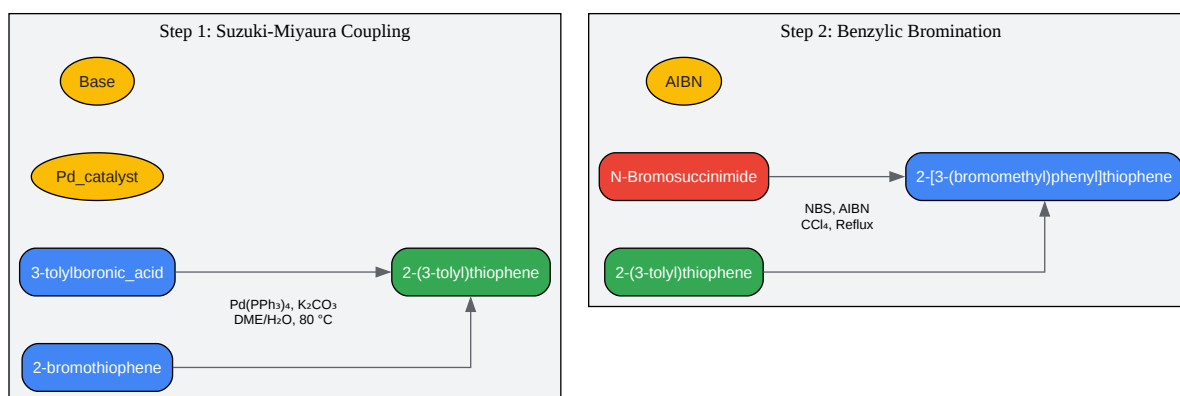 Step 1: Suzuki-Miyaura Coupling
Base
Pd_catalyst
3-tolylboronic_acid
2-(3-tolyl)thiophene
Pd(PPh₃)₄, K₂CO₃
DME/H₂O, 80 °C
2-bromothiophene
Step 2: Benzylic Bromination
AIBN
N-Bromosuccinimide
2-[3-(bromomethyl)phenyl]thiophene
NBS, AIBN
CCl₄, Reflux
2-(3-tolyl)thiophene